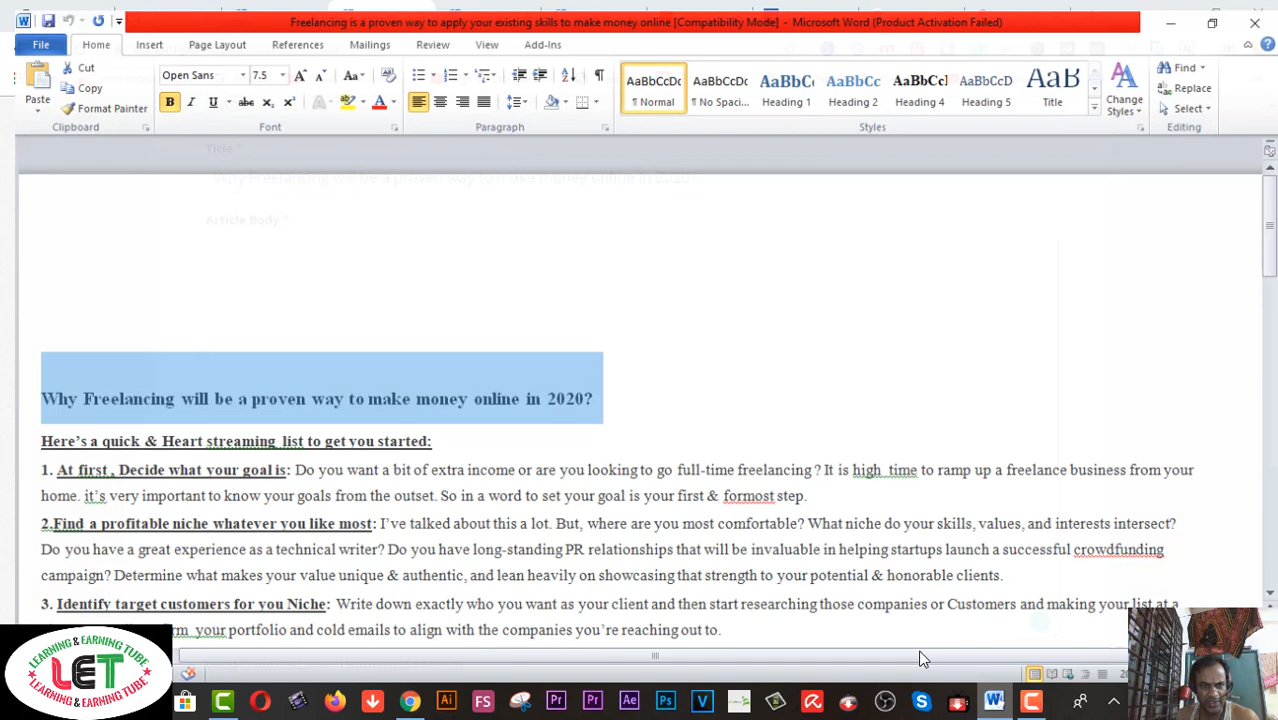 Freelancing is a proven way to apply your existing skills to make money online [Compatibility Mode] - Microsoft Word (Product Activation Failed)
File Home Insert Page Layout References Mailings Review View Add-Ins
Paste
Cut
Copy
Format Painter
Clipboard
Open Sans 7.5
Font
Paragraph
AaBbCcDc AaBbCcDc AaBbC AaBbCc AaBbCcI AaBbCcD AaB
¶ Normal ¶ No Spaci... Heading 1 Heading 2 Heading 4 Heading 5 Title
Change Styles
Styles
Find
Replace
Select
Editing
Title *
Why Freelancing will be a proven way to make money online in 2020
Article Body *
Why Freelancing will be a proven way to make money online in 2020?
Here's a quick & Heart streaming list to get you started:
1. At first , Decide what your goal is: Do you want a bit of extra income or are you looking to go full-time freelancing ? It is high time to ramp up a freelance business from your
home. it's very important to know your goals from the outset. So in a word to set your goal is your first & formost step.
2.Find a profitable niche whatever you like most: I've talked about this a lot. But, where are you most comfortable? What niche do your skills, values, and interests intersect?
Do you have a great experience as a technical writer? Do you have long-standing PR relationships that will be invaluable in helping startups launch a successful crowdfunding
campaign? Determine what makes your value unique & authentic, and lean heavily on showcasing that strength to your potential & honorable clients.
3. Identify target customers for you Niche: Write down exactly who you want as your client and then start researching those companies or Customers and making your list at a
your portfolio and cold emails to align with the companies you're reaching out to.
LEARNING & EARNING TUBE
LET
LEARNING & EARNING TUBE